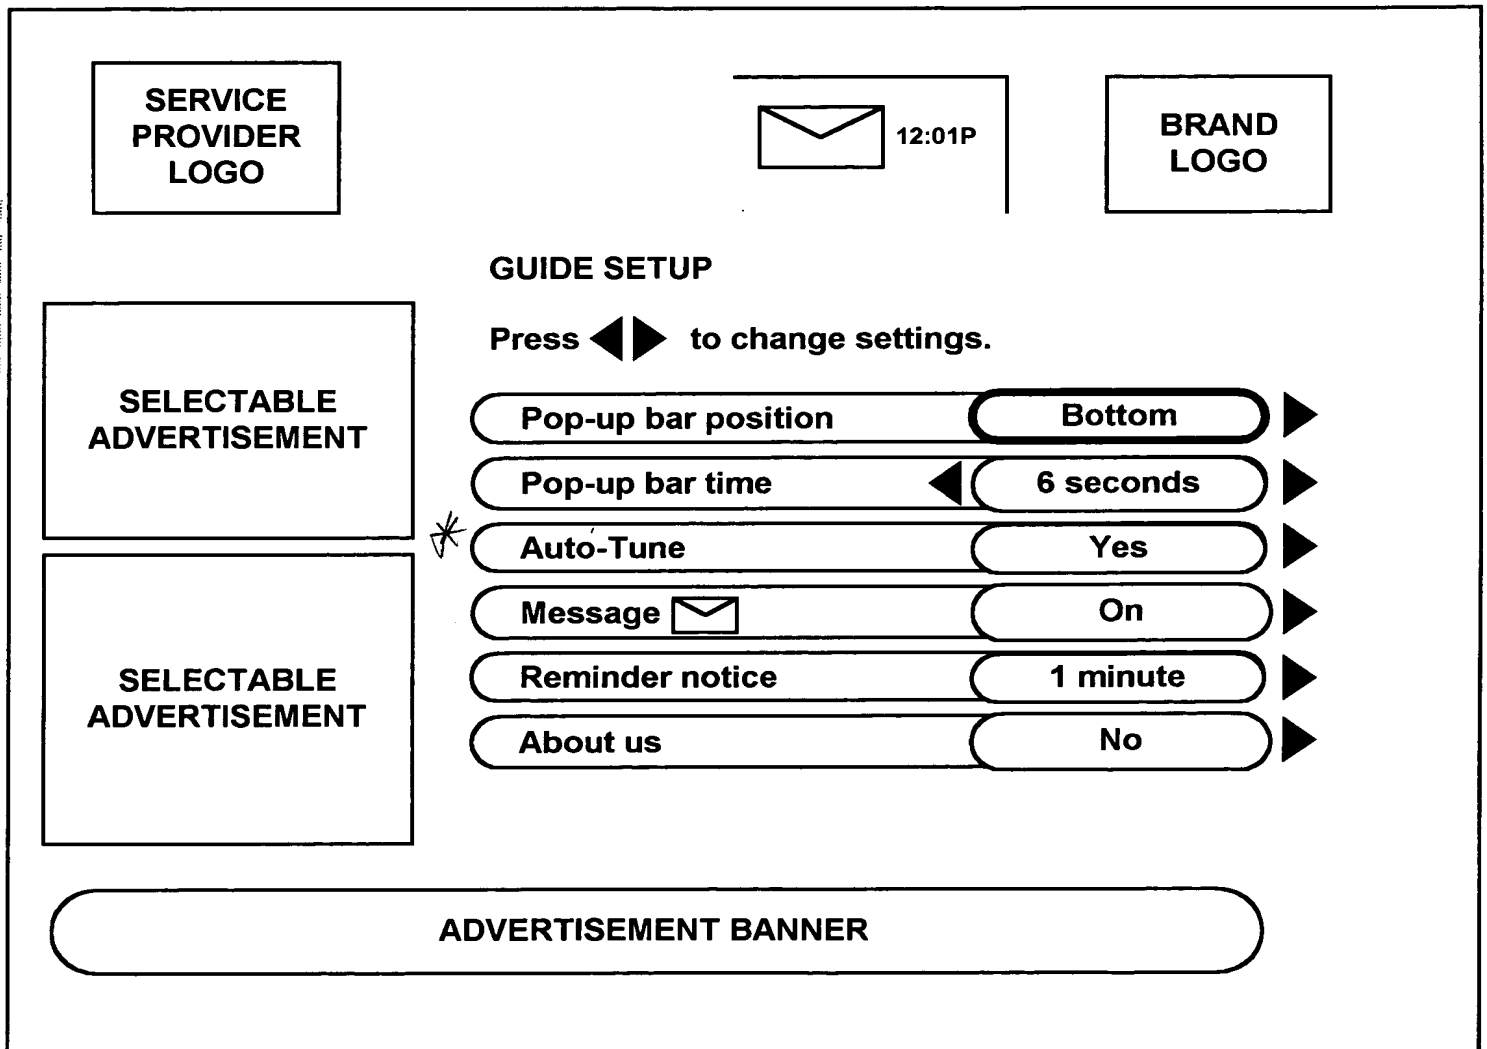 SERVICE
PROVIDER
LOGO
12:01P
BRAND
LOGO
GUIDE SETUP
Press ◀ ▶ to change settings.
SELECTABLE
ADVERTISEMENT
Pop-up bar position Bottom ▶
Pop-up bar time ◀ 6 seconds ▶
* Auto-Tune Yes ▶
Message On ▶
Reminder notice 1 minute ▶
About us No ▶
SELECTABLE
ADVERTISEMENT
ADVERTISEMENT BANNER